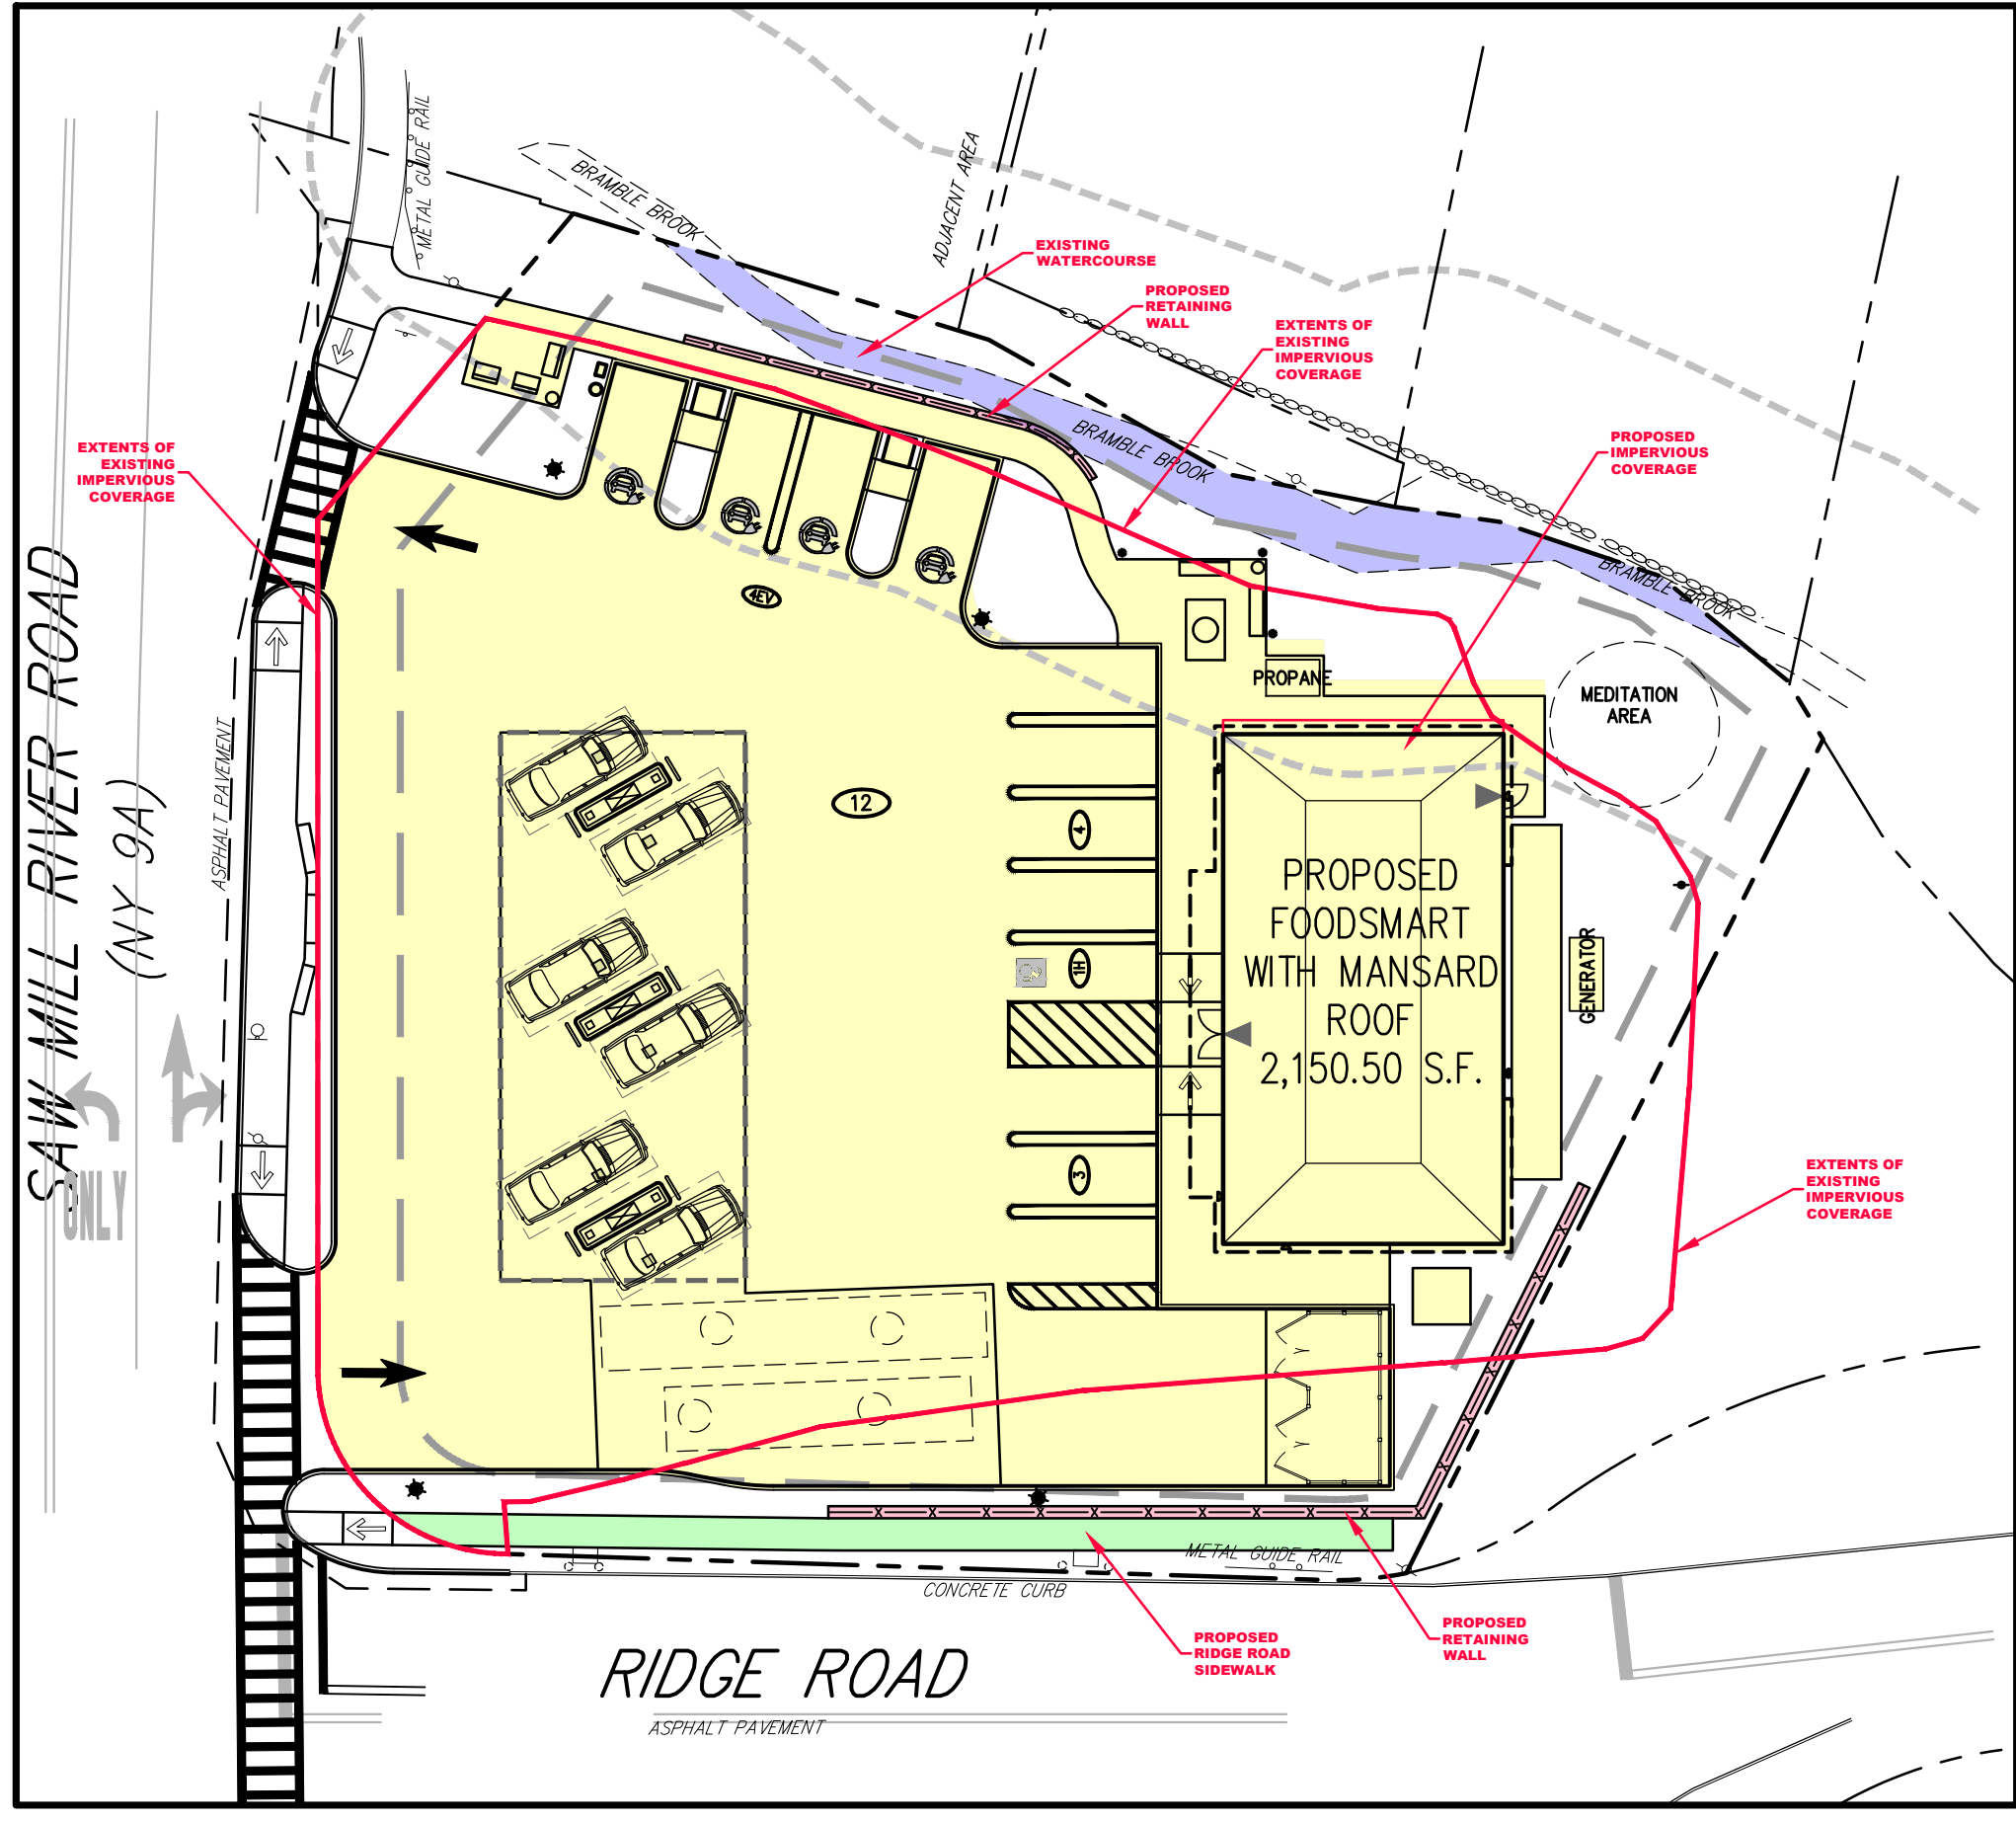 METAL GUIDE RAIL
BRAMBLE BROOK
ADJACENT AREA
EXISTING
WATERCOURSE
PROPOSED
RETAINING
WALL
EXTENTS OF
EXISTING
IMPERVIOUS
COVERAGE
EXTENTS OF
EXISTING
IMPERVIOUS
COVERAGE
BRAMBLE BROOK
PROPOSED
IMPERVIOUS
COVERAGE
BRAMBLE BROOK
4EV
PROPANE
MEDITATION
AREA
SAW MILL RIVER ROAD
(NY 9A)
ASPHALT PAVEMENT
ONLY
12
4
1H
3
PROPOSED
FOODSMART
WITH MANSARD
ROOF
2,150.50 S.F.
GENERATOR
EXTENTS OF
EXISTING
IMPERVIOUS
COVERAGE
METAL GUIDE RAIL
CONCRETE CURB
PROPOSED
RIDGE ROAD
SIDEWALK
PROPOSED
RETAINING
WALL
RIDGE ROAD
ASPHALT PAVEMENT